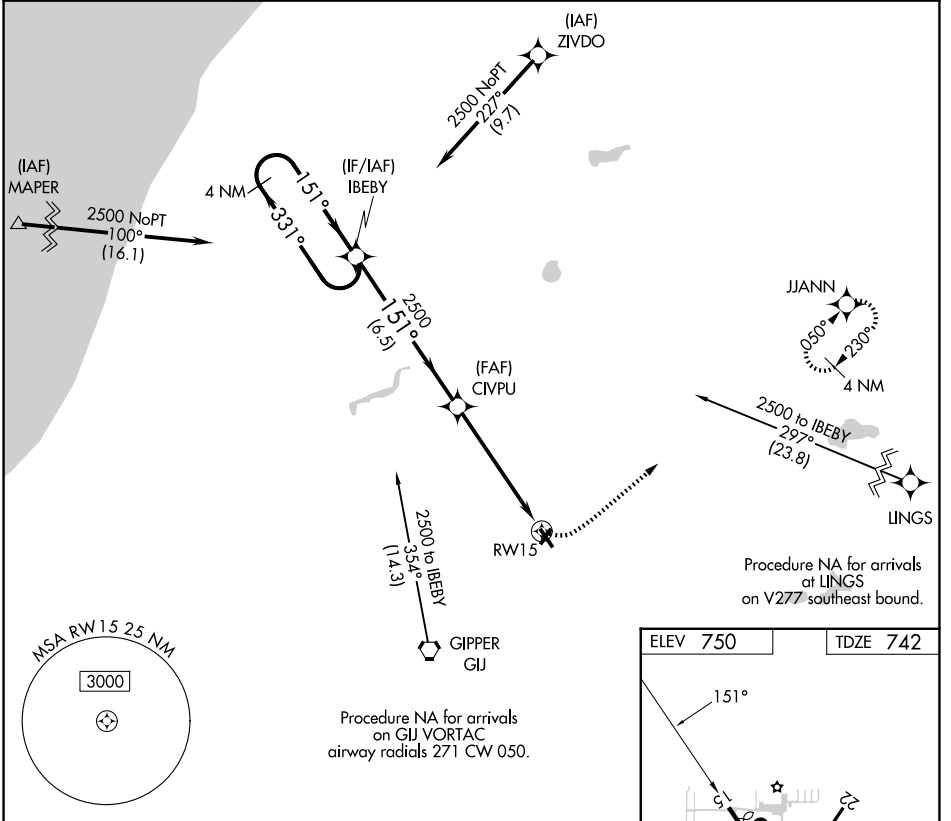 (IAF)
ZIVDO
2500 NoPT
227°
(9.7)
(IAF)
MAPER
2500 NoPT
100°
(16.1)
4 NM
151°
331°
(IF/IAF)
IBEBY
2500
151°
(6.5)
(FAF)
CIVPU
JJANN
050°
230°
4 NM
2500 to IBEBY
297°
(23.8)
LINGS
RW15
2500 to IBEBY
354°
(14.3)
GIPPER
GIJ
Procedure NA for arrivals
at LINGS
on V277 southeast bound.
MSA RW15 25 NM
3000
Procedure NA for arrivals
on GIJ VORTAC
airway radials 271 CW 050.
ELEV 750
TDZE 742
151°
15
22